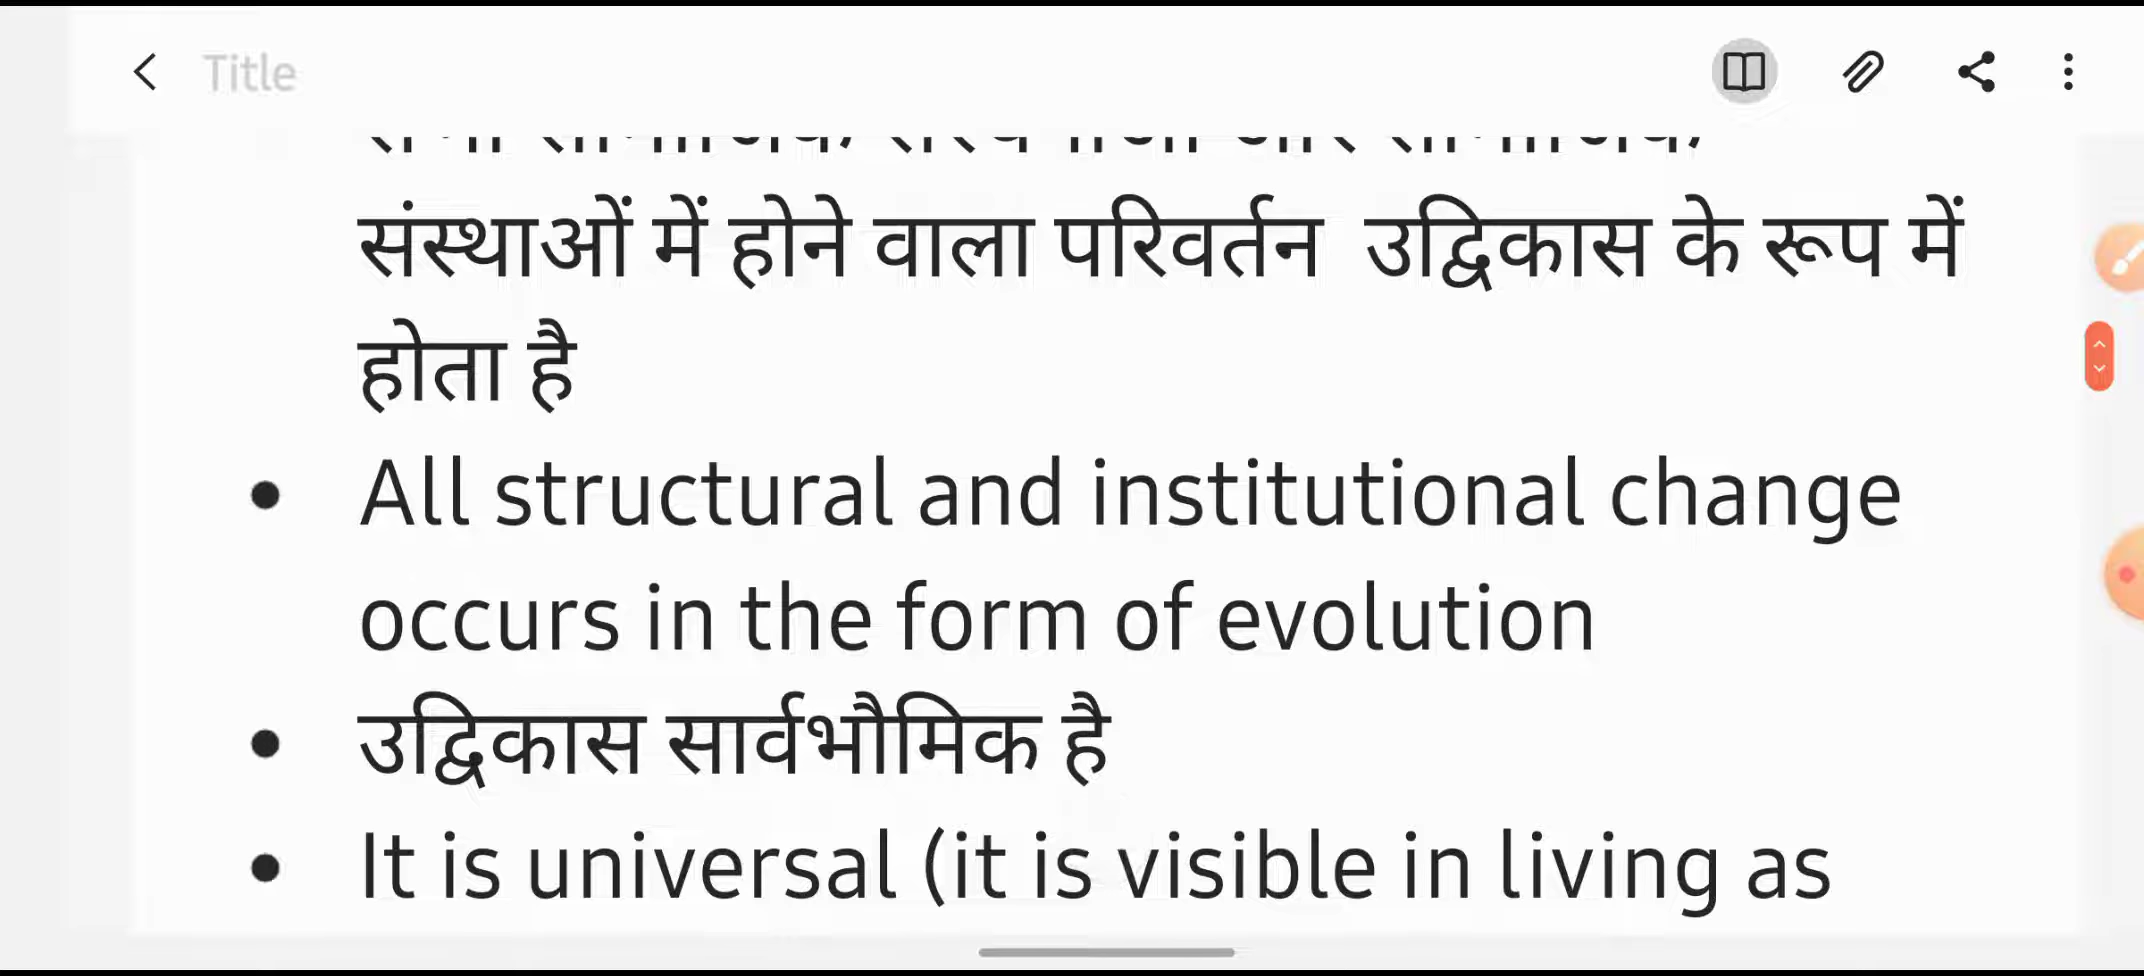 Title
संस्थाओं में होने वाला परिवर्तन उद्विकास के रूप में
होता है
• All structural and institutional change
occurs in the form of evolution
• उद्विकास सार्वभौमिक है
• It is universal (it is visible in living as